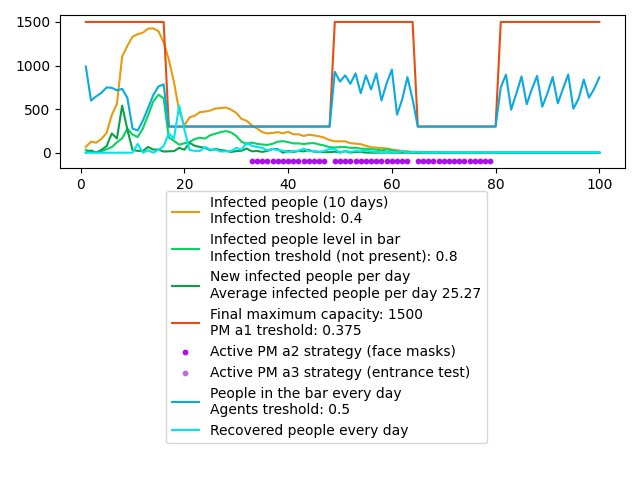 1500
1000
500
0
0 20 40 60 80 100
Infected people (10 days)
Infection treshold: 0.4
Infected people level in bar
Infection treshold (not present): 0.8
New infected people per day
Average infected people per day 25.27
Final maximum capacity: 1500
PM a1 treshold: 0.375
Active PM a2 strategy (face masks)
Active PM a3 strategy (entrance test)
People in the bar every day
Agents treshold: 0.5
Recovered people every day